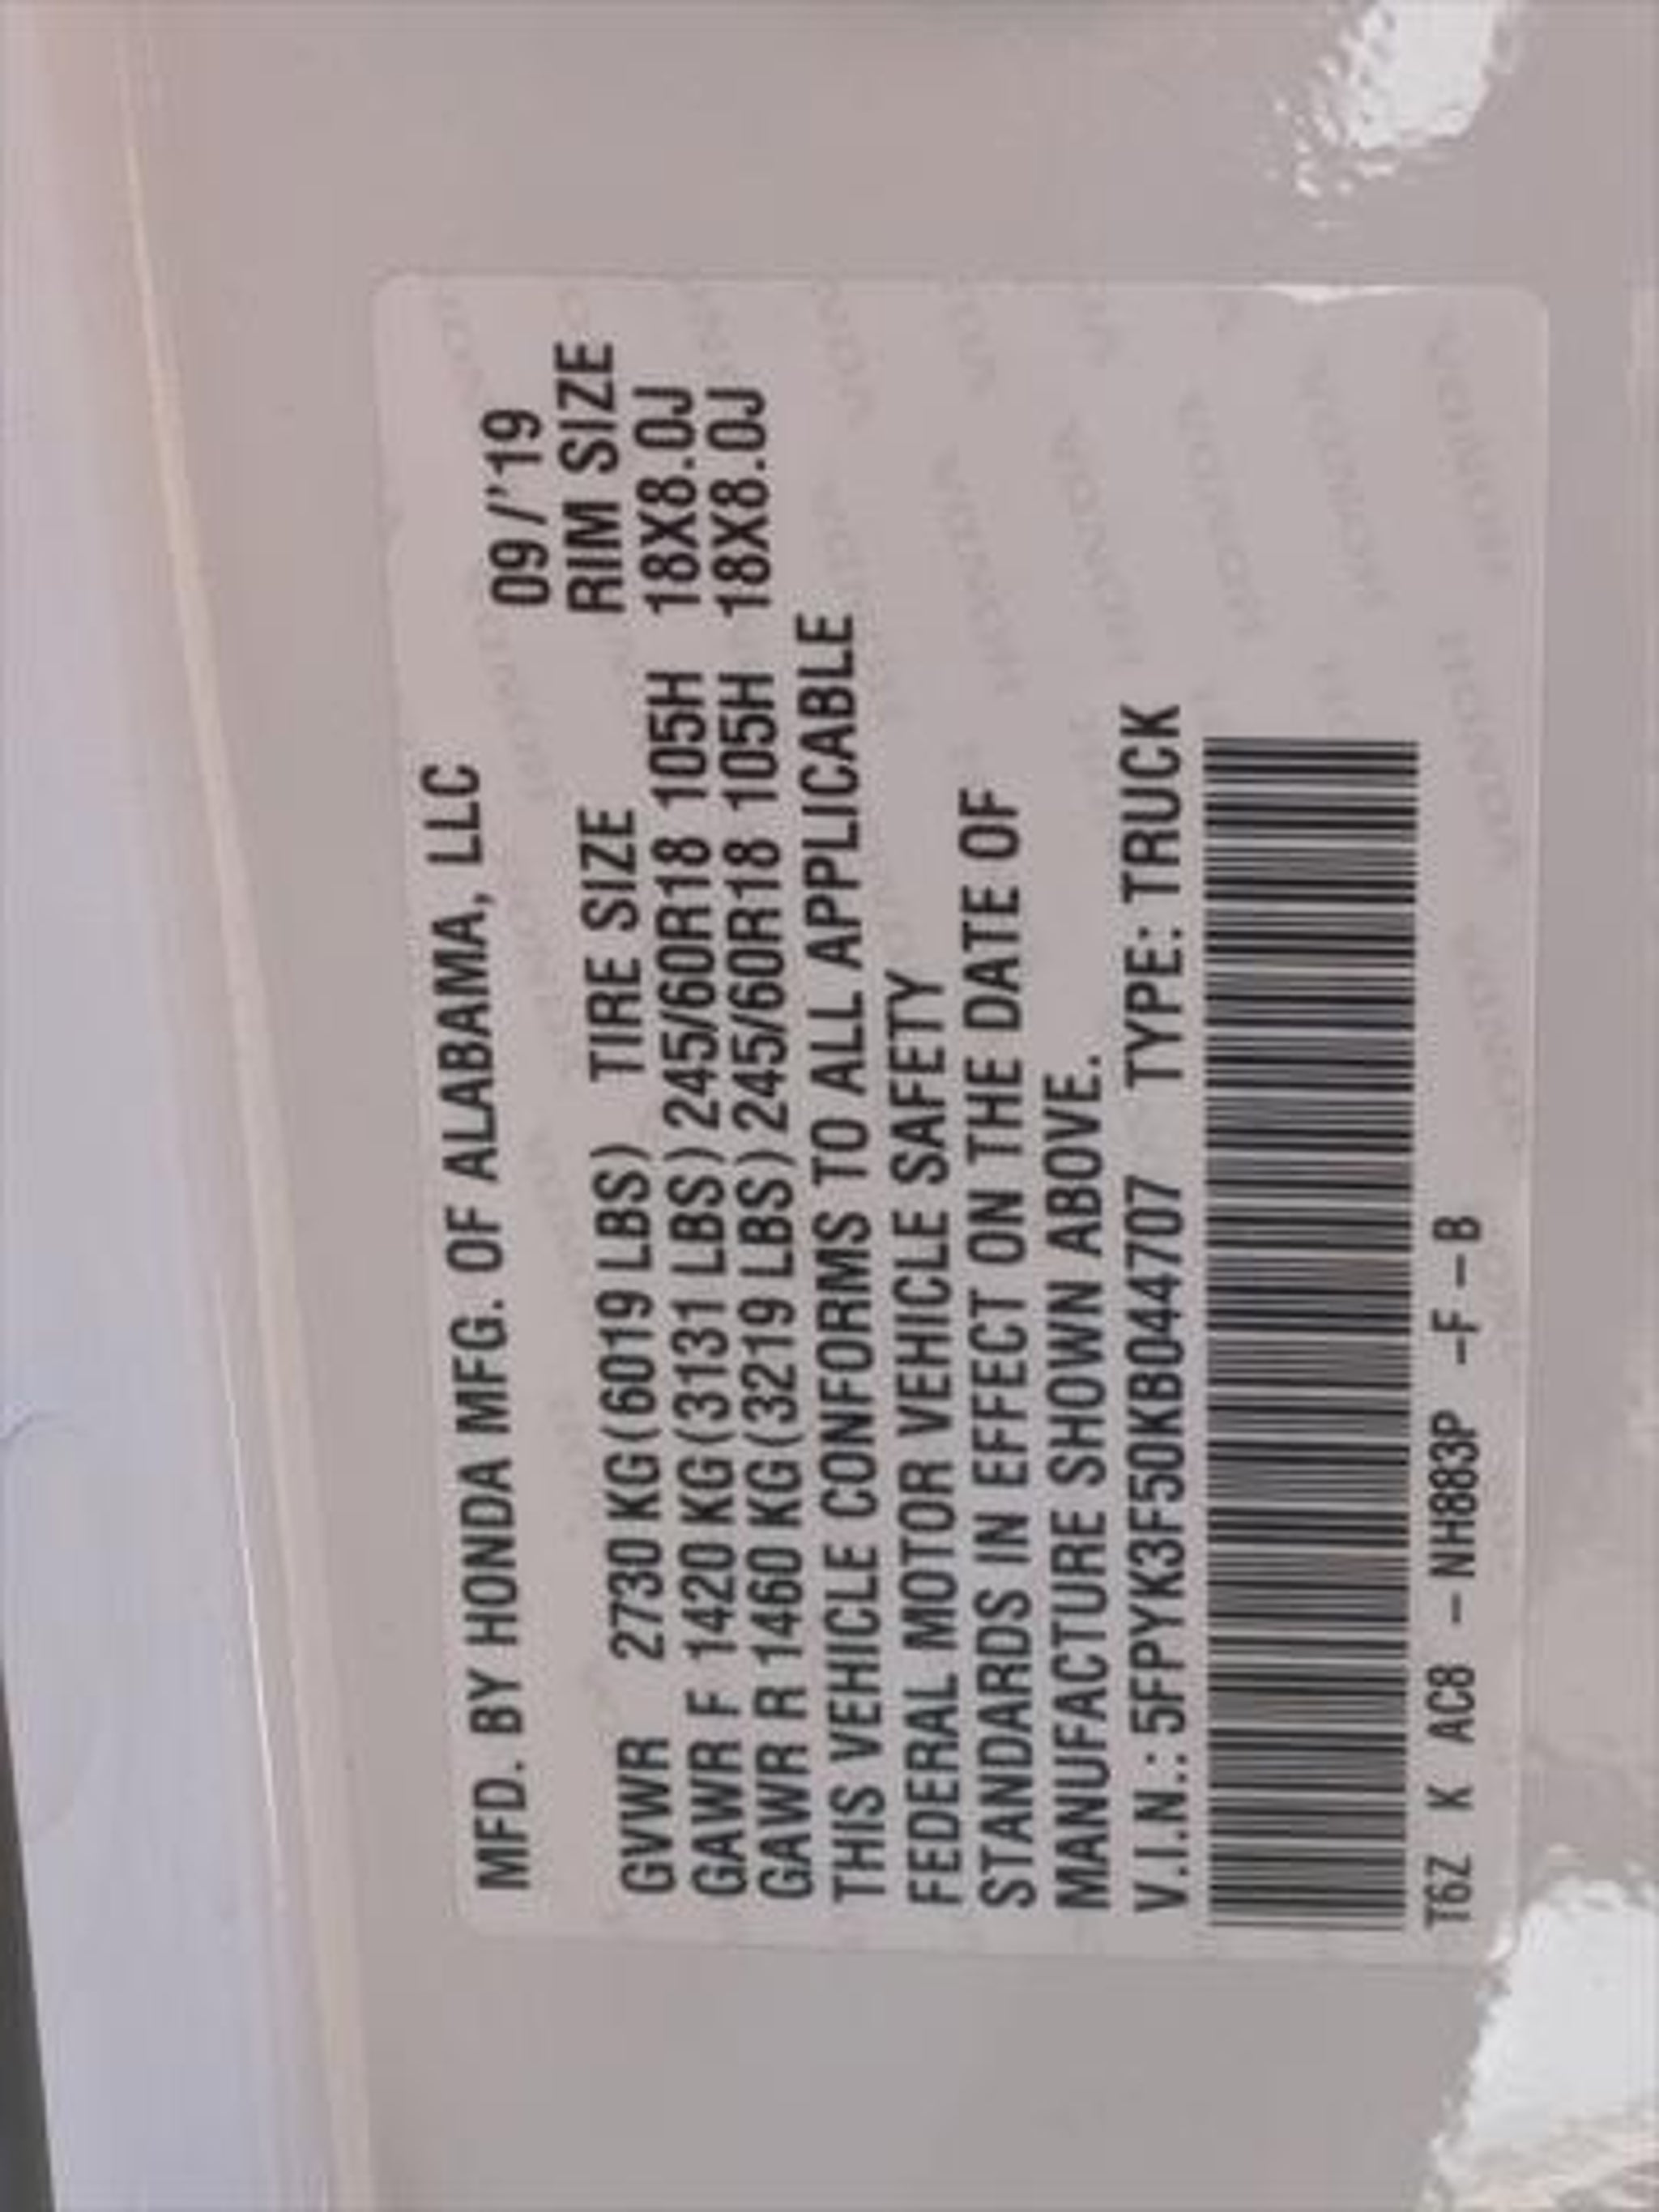 MFD. BY HONDA MFG. OF ALABAMA, LLC
09/'19
TIRE SIZE RIM SIZE
GVWR 2730 KG(6019 LBS)
GAWR F 1420 KG(3131 LBS) 245/60R18 105H 18X8.0J
GAWR R 1460 KG(3219 LBS) 245/60R18 105H 18X8.0J
THIS VEHICLE CONFORMS TO ALL APPLICABLE
FEDERAL MOTOR VEHICLE SAFETY
STANDARDS IN EFFECT ON THE DATE OF
MANUFACTURE SHOWN ABOVE.
V.I.N.: 5FPYK3F50KB044707 TYPE: TRUCK
T6Z K AC8 –NH883P –F–B